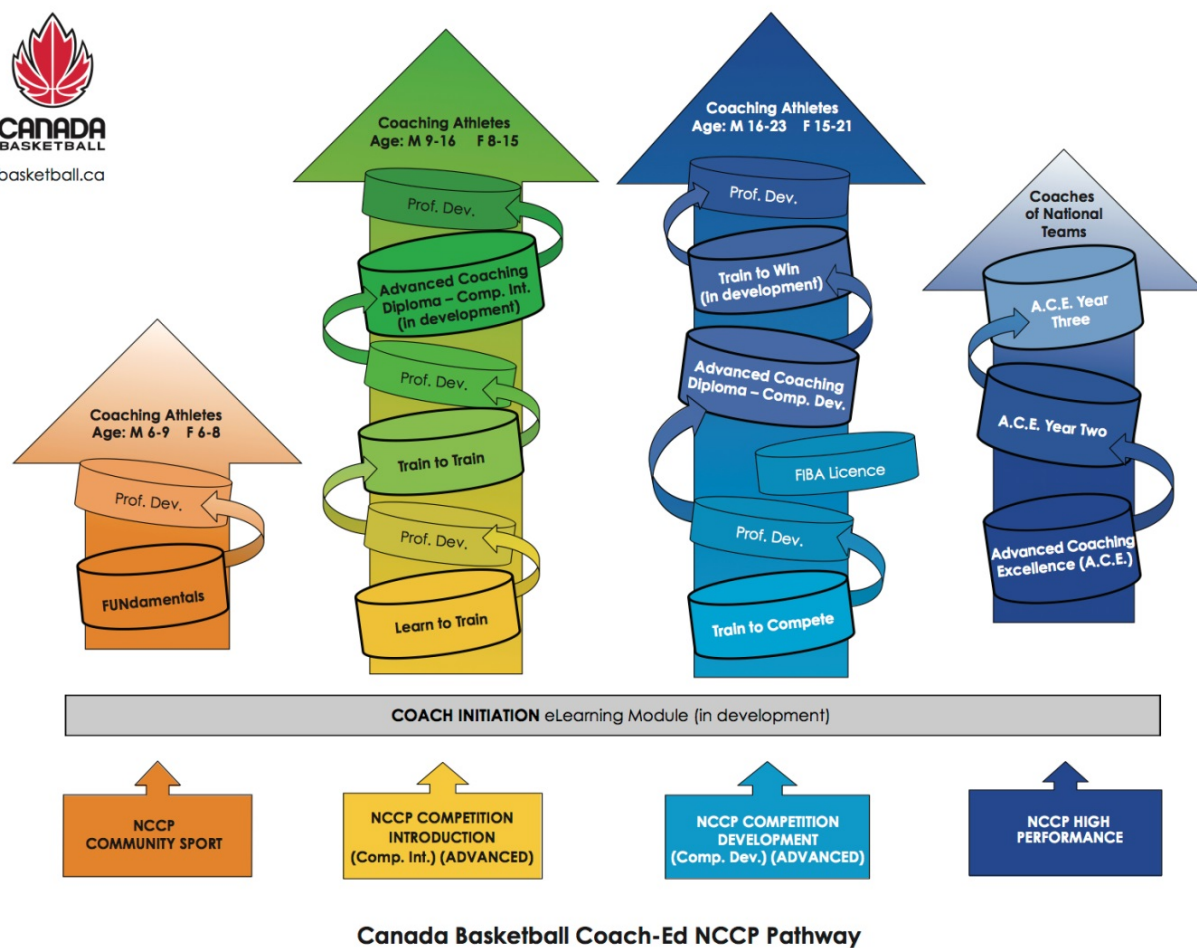 CANADA
BASKETBALL
basketball.ca
Coaching Athletes
Age: M 6-9 F 6-8
Prof. Dev.
FUNdamentals
Coaching Athletes
Age: M 9-16 F 8-15
Prof. Dev.
Advanced Coaching
Diploma – Comp. Int.
(in development)
Prof. Dev.
Train to Train
Prof. Dev.
Learn to Train
Coaching Athletes
Age: M 16-23 F 15-21
Prof. Dev.
Train to Win
(in development)
Advanced Coaching
Diploma – Comp. Dev.
FIBA Licence
Prof. Dev.
Train to Compete
Coaches
of National
Teams
A.C.E. Year
Three
A.C.E. Year Two
Advanced Coaching
Excellence (A.C.E.)
COACH INITIATION eLearning Module (in development)
NCCP
COMMUNITY SPORT
NCCP COMPETITION
INTRODUCTION
(Comp. Int.) (ADVANCED)
NCCP COMPETITION
DEVELOPMENT
(Comp. Dev.) (ADVANCED)
NCCP HIGH
PERFORMANCE
Canada Basketball Coach-Ed NCCP Pathway